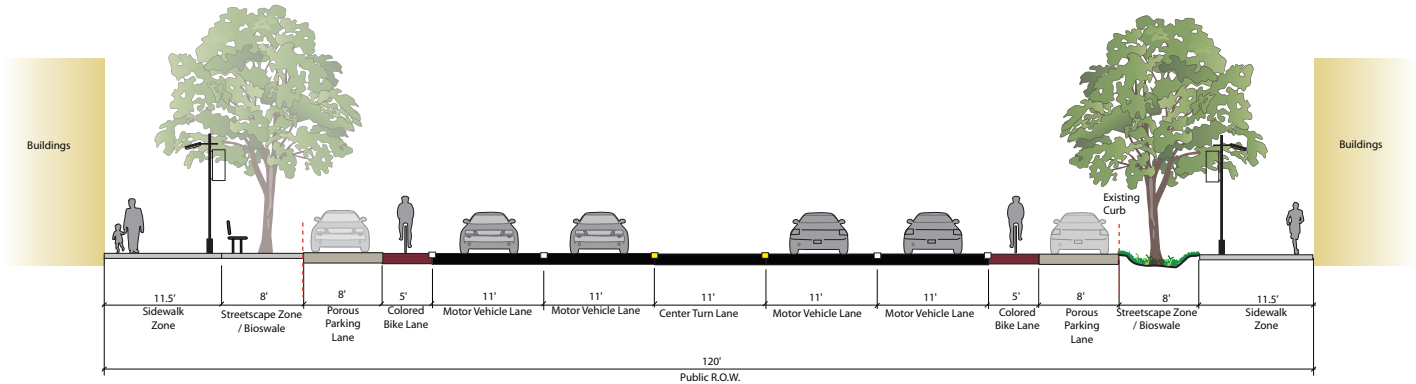 Buildings
Buildings
Existing
Curb
11.5'
Sidewalk
Zone
8'
Streetscape Zone
/ Bioswale
8'
Porous
Parking
Lane
5'
Colored
Bike Lane
11'
Motor Vehicle Lane
11'
Motor Vehicle Lane
11'
Center Turn Lane
11'
Motor Vehicle Lane
11'
Motor Vehicle Lane
5'
Colored
Bike Lane
8'
Porous
Parking
Lane
8'
Streetscape Zone
/ Bioswale
11.5'
Sidewalk
Zone
120'
Public R.O.W.